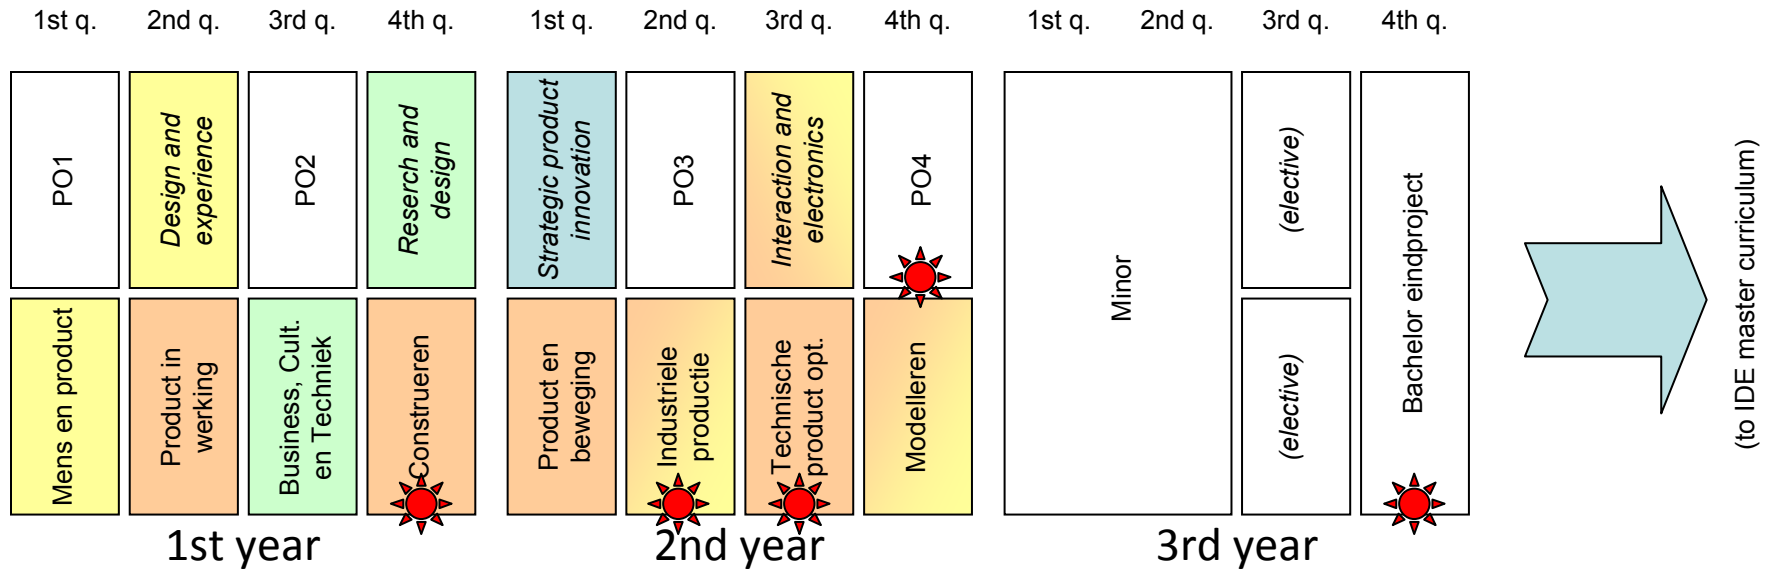 1st q.
2nd q.
3rd q.
4th q.
1st q.
2nd q.
3rd q.
4th q.
1st q.
2nd q.
3rd q.
4th q.
PO1
Design and
experience
PO2
Reserch and
design
Strategic product
innovation
PO3
Interaction and
electronics
PO4
Minor
(elective)
Bachelor eindproject
(to IDE master curriculum)
Mens en product
Product in
werking
Business, Cult.
en Techniek
Construeren
Product en
beweging
Industriele
productie
Technische
product opt.
Modelleren
(elective)
1st year
2nd year
3rd year